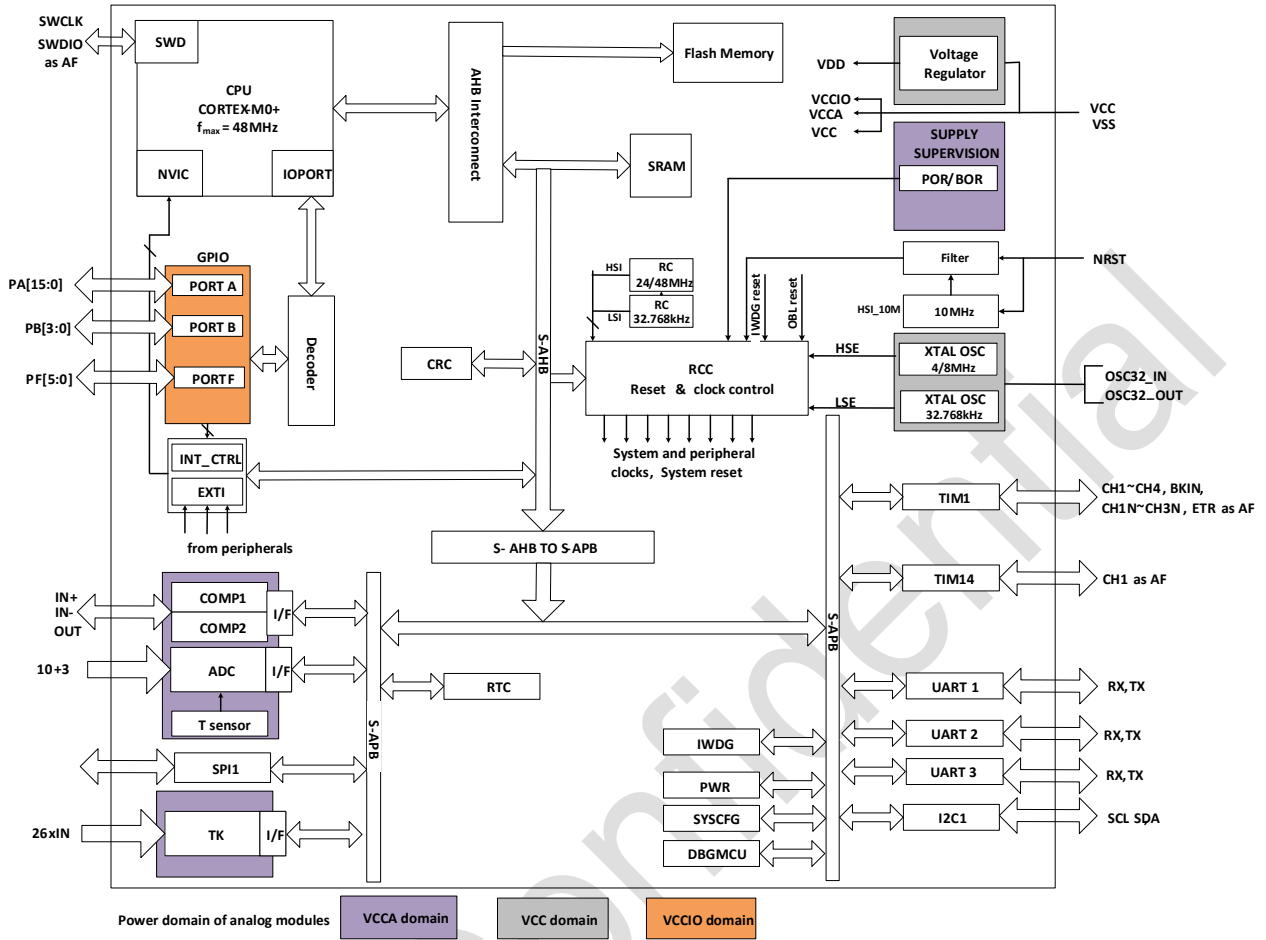 SWCLK
SWDIO
as AF
SWD
CPU
CORTEX-M0+
fmax = 48MHz
NVIC
IOPORT
AHB Interconnect
Flash Memory
SRAM
Voltage
Regulator
VDD
VCCIO
VCCA
VCC
VCC
VSS
SUPPLY
SUPERVISION
POR/BOR
GPIO
PA[15:0]
PORT A
PB[3:0]
PORT B
PF[5:0]
PORT F
Decoder
INT_CTRL
EXTI
from peripherals
HSI
RC
24/48MHz
LSI
RC
32.768kHz
IWDG reset
OBL reset
Filter
NRST
HSI_10M
10MHz
S-AHB
CRC
RCC
Reset & clock control
HSE
XTAL OSC
4/8MHz
LSE
XTAL OSC
32.768kHz
OSC32_IN
OSC32_OUT
System and peripheral
clocks, System reset
S- AHB TO S-APB
IN+
IN-
OUT
COMP1
COMP2
I/F
10+3
ADC
I/F
T sensor
SPI1
26xIN
TK
I/F
S-APB
RTC
IWDG
PWR
SYSCFG
DBGMCU
S-APB
TIM1
CH1~CH4, BKIN,
CH1N~CH3N, ETR as AF
TIM14
CH1 as AF
UART 1
RX,TX
UART 2
RX,TX
UART 3
RX,TX
I2C1
SCL SDA
Power domain of analog modules
VCCA domain
VCC domain
VCCIO domain
Confidential